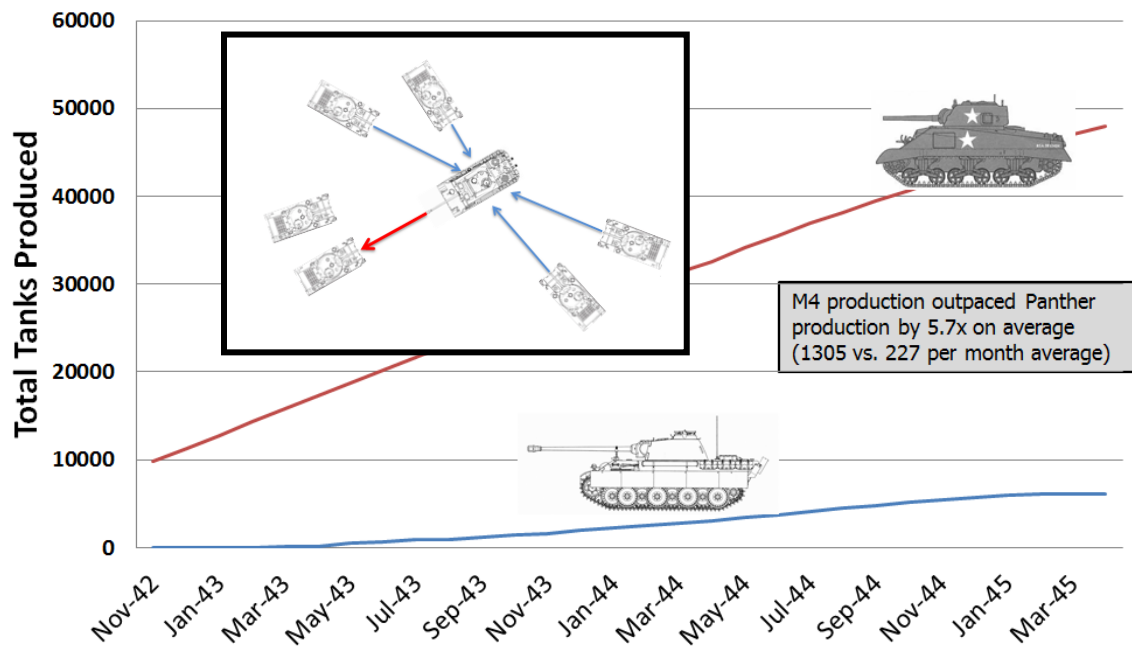 Total Tanks Produced
60000
50000
40000
30000
20000
10000
0
M4 production outpaced Panther
production by 5.7x on average
(1305 vs. 227 per month average)
Nov-42
Jan-43
Mar-43
May-43
Jul-43
Sep-43
Nov-43
Jan-44
Mar-44
May-44
Jul-44
Sep-44
Nov-44
Jan-45
Mar-45